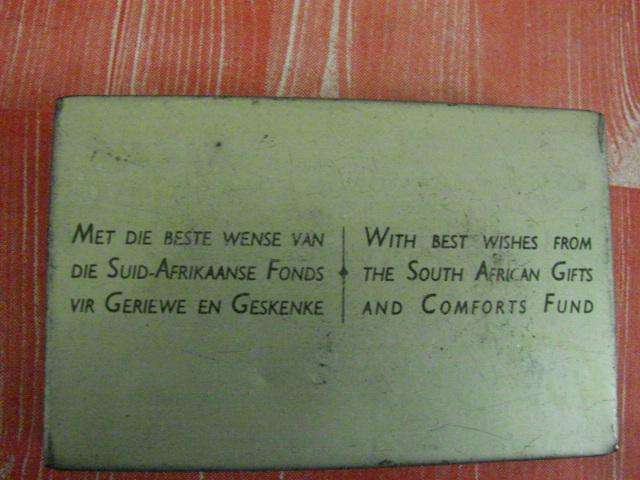 Met die beste wense van
die Suid-Afrikaanse Fonds
vir Geriewe en Geskenke
With best wishes from
the South African Gifts
and Comforts Fund